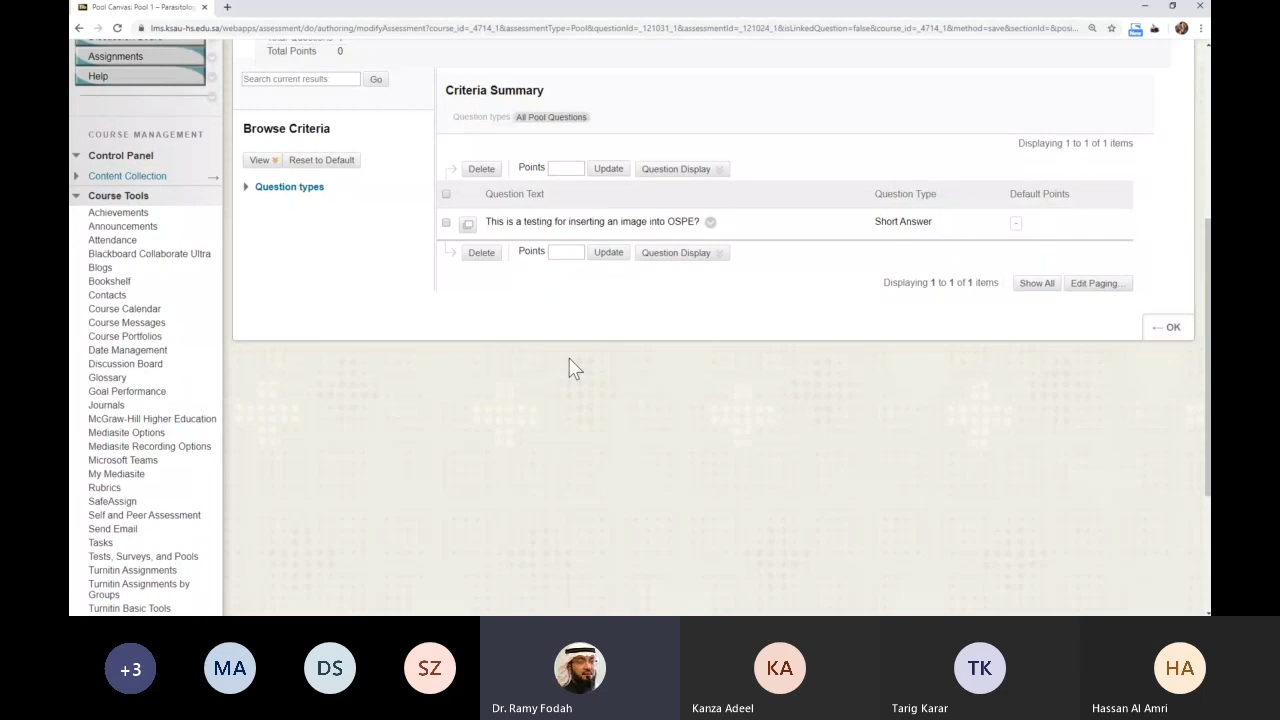 Pool Canvas: Pool 1 – Parasitolog
lms.ksau-hs.edu.sa/webapps/assessment/do/authoring/modifyAssessment?course_id=_4714_1&assessmentType=Pool&questionId=_121031_1&assessmentId=_121024_1&isLinkedQuestion=false&course_id=_4714_1&method=save&sectionId=&posi...
New
Assignments
Help
Total Points 0
Search current results:
Go
Criteria Summary
Question types All Pool Questions
Browse Criteria
View Reset to Default
Question types
Displaying 1 to 1 of 1 items
Delete Points Update Question Display
Question Text Question Type Default Points
This is a testing for inserting an image into OSPE? Short Answer -
Delete Points Update Question Display
Displaying 1 to 1 of 1 items Show All Edit Paging...
← OK
COURSE MANAGEMENT
Control Panel
Content Collection
Course Tools
Achievements
Announcements
Attendance
Blackboard Collaborate Ultra
Blogs
Bookshelf
Contacts
Course Calendar
Course Messages
Course Portfolios
Date Management
Discussion Board
Glossary
Goal Performance
Journals
McGraw-Hill Higher Education
Mediasite Options
Mediasite Recording Options
Microsoft Teams
My Mediasite
Rubrics
SafeAssign
Self and Peer Assessment
Send Email
Tasks
Tests, Surveys, and Pools
Turnitin Assignments
Turnitin Assignments by
Groups
Turnitin Basic Tools
+3
MA
DS
SZ
KA
TK
HA
Dr. Ramy Fodah
Kanza Adeel
Tarig Karar
Hassan Al Amri